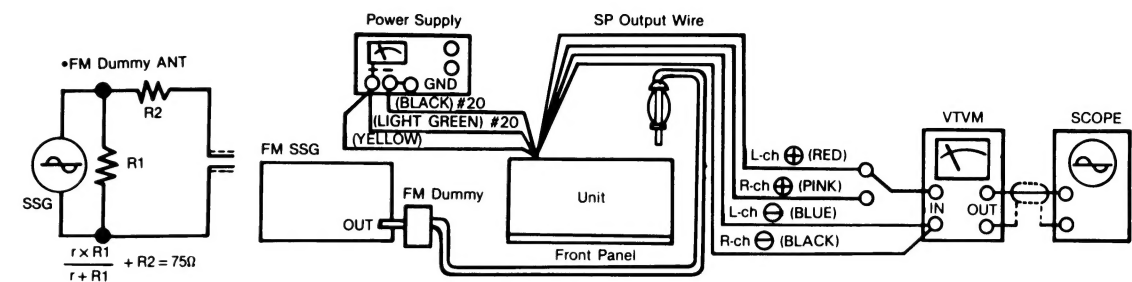 Power Supply
SP Output Wire
•FM Dummy ANT
+ −
GND
R2
(BLACK) #20
(LIGHT GREEN) #20
(YELLOW)
VTVM
SCOPE
R1
FM SSG
L-ch ⊕ (RED)
SSG
FM Dummy
Unit
R-ch ⊕ (PINK)
IN
OUT
OUT
L-ch ⊖ (BLUE)
R-ch ⊖ (BLACK)
Front Panel
r × R1 / r + R1 + R2 = 75Ω